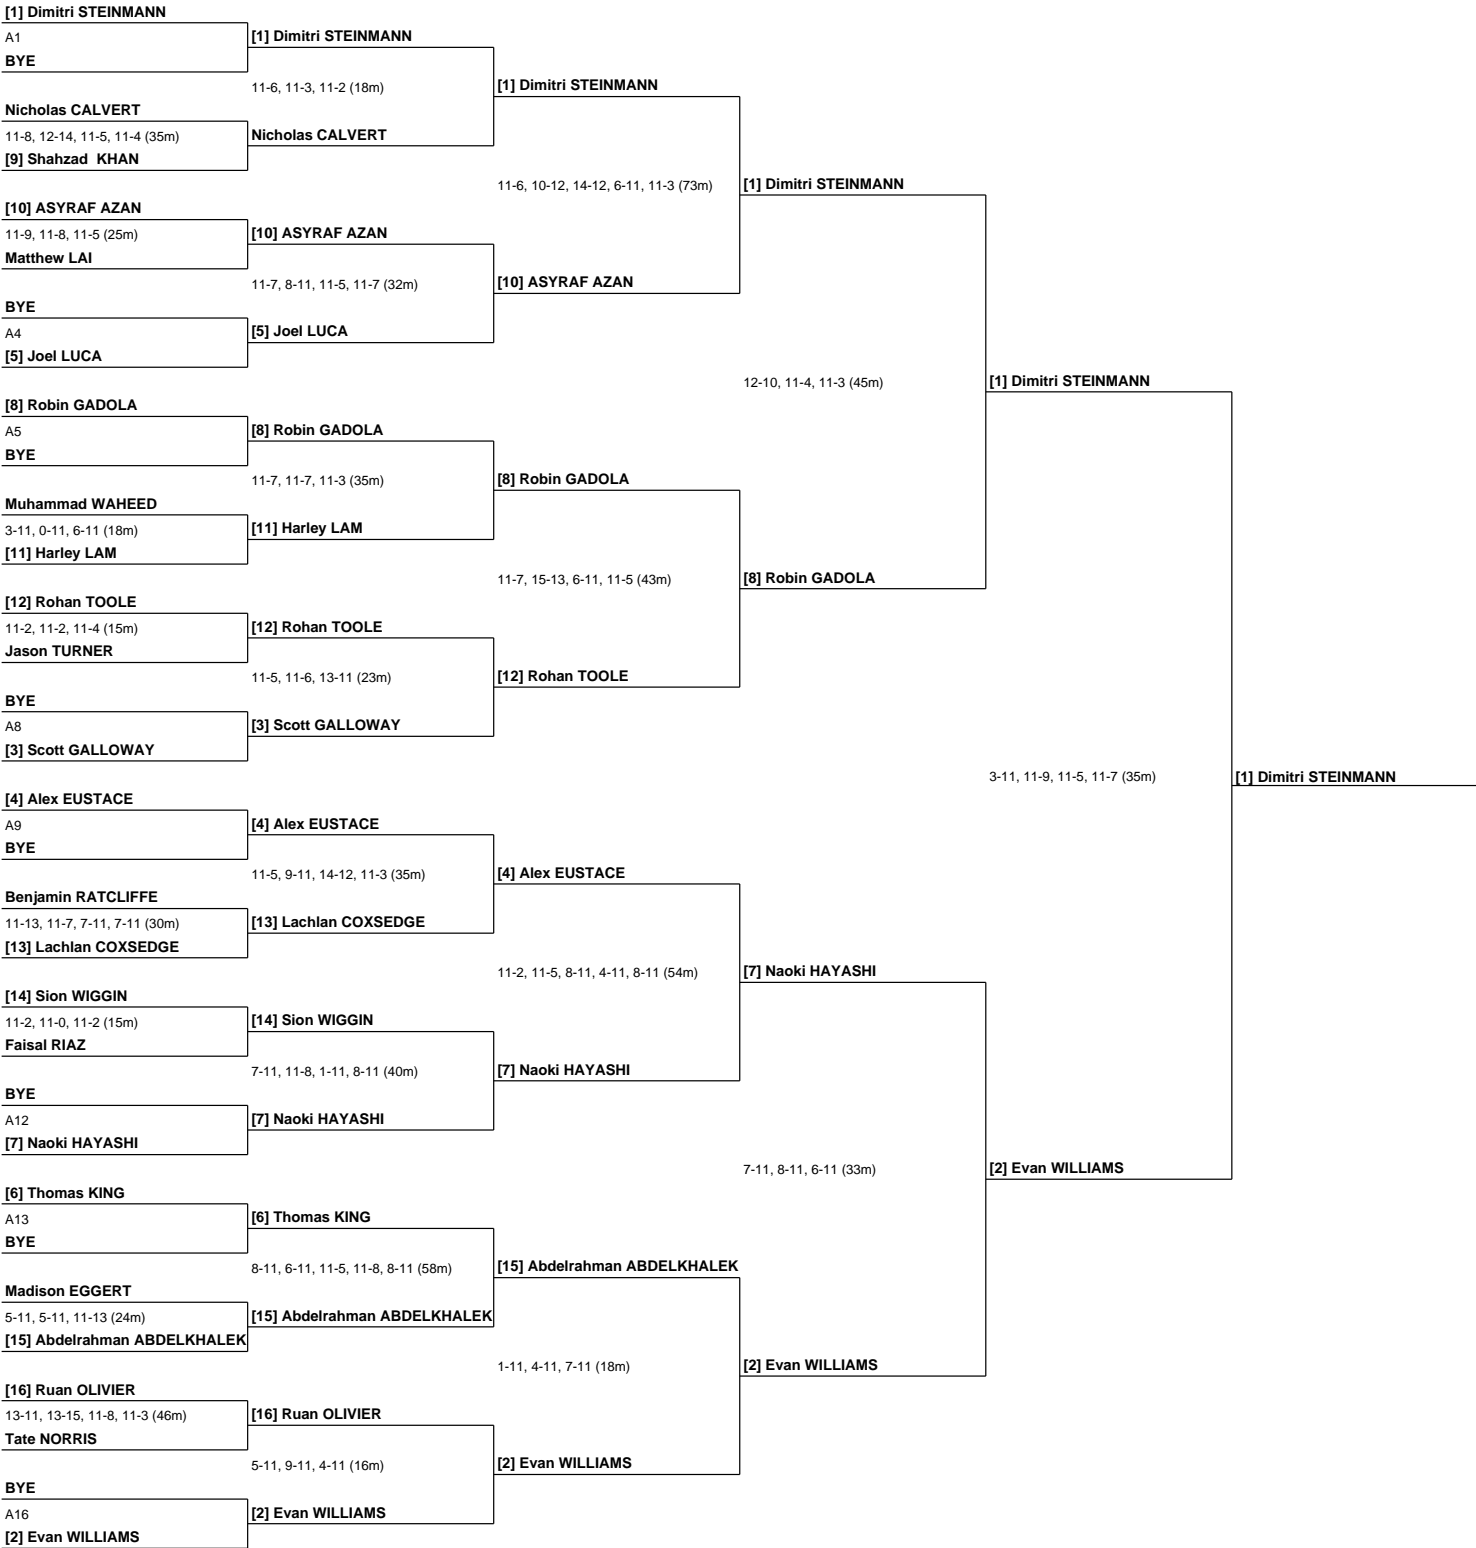 [1] Dimitri STEINMANN
A1
BYE
Nicholas CALVERT
11-8, 12-14, 11-5, 11-4 (35m)
[9] Shahzad  KHAN
[10] ASYRAF AZAN
11-9, 11-8, 11-5 (25m)
Matthew LAI
BYE
A4
[5] Joel LUCA
[8] Robin GADOLA
A5
BYE
Muhammad WAHEED
3-11, 0-11, 6-11 (18m)
[11] Harley LAM
[12] Rohan TOOLE
11-2, 11-2, 11-4 (15m)
Jason TURNER
BYE
A8
[3] Scott GALLOWAY
[4] Alex EUSTACE
A9
BYE
Benjamin RATCLIFFE
11-13, 11-7, 7-11, 7-11 (30m)
[13] Lachlan COXSEDGE
[14] Sion WIGGIN
11-2, 11-0, 11-2 (15m)
Faisal RIAZ
BYE
A12
[7] Naoki HAYASHI
[6] Thomas KING
A13
BYE
Madison EGGERT
5-11, 5-11, 11-13 (24m)
[15] Abdelrahman ABDELKHALEK
[16] Ruan OLIVIER
13-11, 13-15, 11-8, 11-3 (46m)
Tate NORRIS
BYE
A16
[2] Evan WILLIAMS
[1] Dimitri STEINMANN
11-6, 11-3, 11-2 (18m)
Nicholas CALVERT
[10] ASYRAF AZAN
11-7, 8-11, 11-5, 11-7 (32m)
[5] Joel LUCA
[8] Robin GADOLA
11-7, 11-7, 11-3 (35m)
[11] Harley LAM
[12] Rohan TOOLE
11-5, 11-6, 13-11 (23m)
[3] Scott GALLOWAY
[4] Alex EUSTACE
11-5, 9-11, 14-12, 11-3 (35m)
[13] Lachlan COXSEDGE
[14] Sion WIGGIN
7-11, 11-8, 1-11, 8-11 (40m)
[7] Naoki HAYASHI
[6] Thomas KING
8-11, 6-11, 11-5, 11-8, 8-11 (58m)
[15] Abdelrahman ABDELKHALEK
[16] Ruan OLIVIER
5-11, 9-11, 4-11 (16m)
[2] Evan WILLIAMS
[1] Dimitri STEINMANN
11-6, 10-12, 14-12, 6-11, 11-3 (73m)
[10] ASYRAF AZAN
[8] Robin GADOLA
11-7, 15-13, 6-11, 11-5 (43m)
[12] Rohan TOOLE
[4] Alex EUSTACE
11-2, 11-5, 8-11, 4-11, 8-11 (54m)
[7] Naoki HAYASHI
[15] Abdelrahman ABDELKHALEK
1-11, 4-11, 7-11 (18m)
[2] Evan WILLIAMS
[1] Dimitri STEINMANN
12-10, 11-4, 11-3 (45m)
[8] Robin GADOLA
[7] Naoki HAYASHI
7-11, 8-11, 6-11 (33m)
[2] Evan WILLIAMS
[1] Dimitri STEINMANN
3-11, 11-9, 11-5, 11-7 (35m)
[2] Evan WILLIAMS
[1] Dimitri STEINMANN